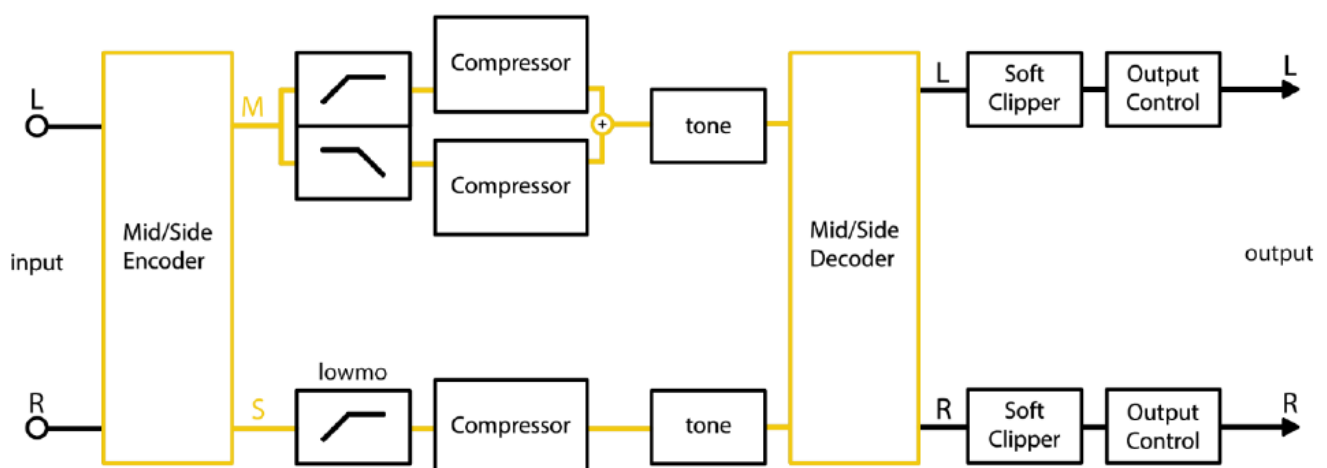 L
M
Compressor
+
Compressor
tone
L
Soft
Clipper
Output
Control
L
input
Mid/Side
Encoder
Mid/Side
Decoder
output
R
S
lowmo
Compressor
tone
R
Soft
Clipper
Output
Control
R